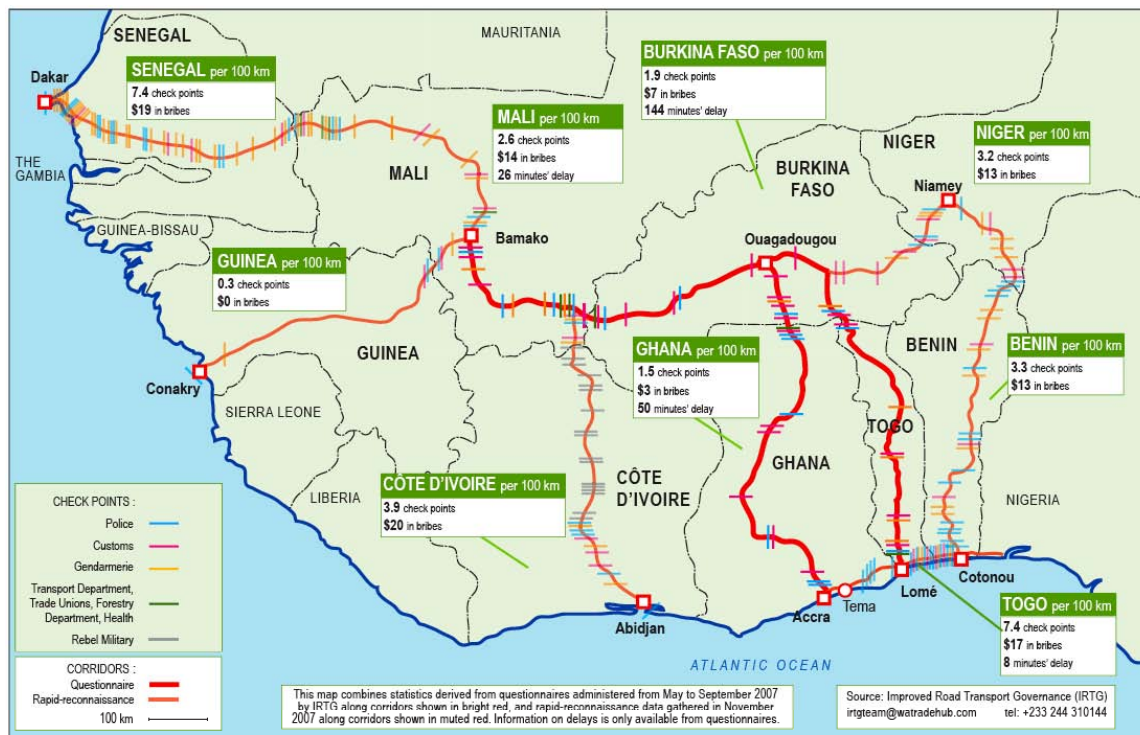 SENEGAL
MAURITANIA
Dakar
SENEGAL per 100 km
7.4 check points
$19 in bribes
BURKINA FASO per 100 km
1.9 check points
$7 in bribes
144 minutes' delay
MALI per 100 km
2.6 check points
$14 in bribes
26 minutes' delay
NIGER
NIGER per 100 km
3.2 check points
$13 in bribes
THE
GAMBIA
MALI
BURKINA
FASO
Niamey
GUINEA-BISSAU
Bamako
Ouagadougou
GUINEA per 100 km
0.3 check points
$0 in bribes
GUINEA
GHANA per 100 km
1.5 check points
$3 in bribes
50 minutes' delay
BENIN
BENIN per 100 km
3.3 check points
$13 in bribes
Conakry
SIERRA LEONE
TOGO
GHANA
LIBERIA
CÔTE D'IVOIRE per 100 km
3.9 check points
$20 in bribes
CÔTE
D'IVOIRE
NIGERIA
CHECK POINTS :
Police
Customs
Gendarmerie
Transport Department,
Trade Unions, Forestry
Department, Health
Rebel Military
CORRIDORS :
Questionnaire
Rapid-reconnaissance
100 km
Abidjan
Accra
Tema
Lomé
Cotonou
TOGO per 100 km
7.4 check points
$17 in bribes
8 minutes' delay
ATLANTIC OCEAN
This map combines statistics derived from questionnaires administered from May to September 2007
by IRTG along corridors shown in bright red, and rapid-reconnaissance data gathered in November
2007 along corridors shown in muted red. Information on delays is only available from questionnaires.
Source: Improved Road Transport Governance (IRTG)
irtgteam@watradehub.com tel: +233 244 310144